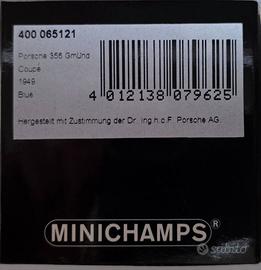 400 065121
Porsche 356 Gmünd
Coupé
1949
Blue
4 012138 079625
Hergestellt mit Zustimmung der Dr. Ing.h.c.F. Porsche AG.
MINICHAMPS®
subito